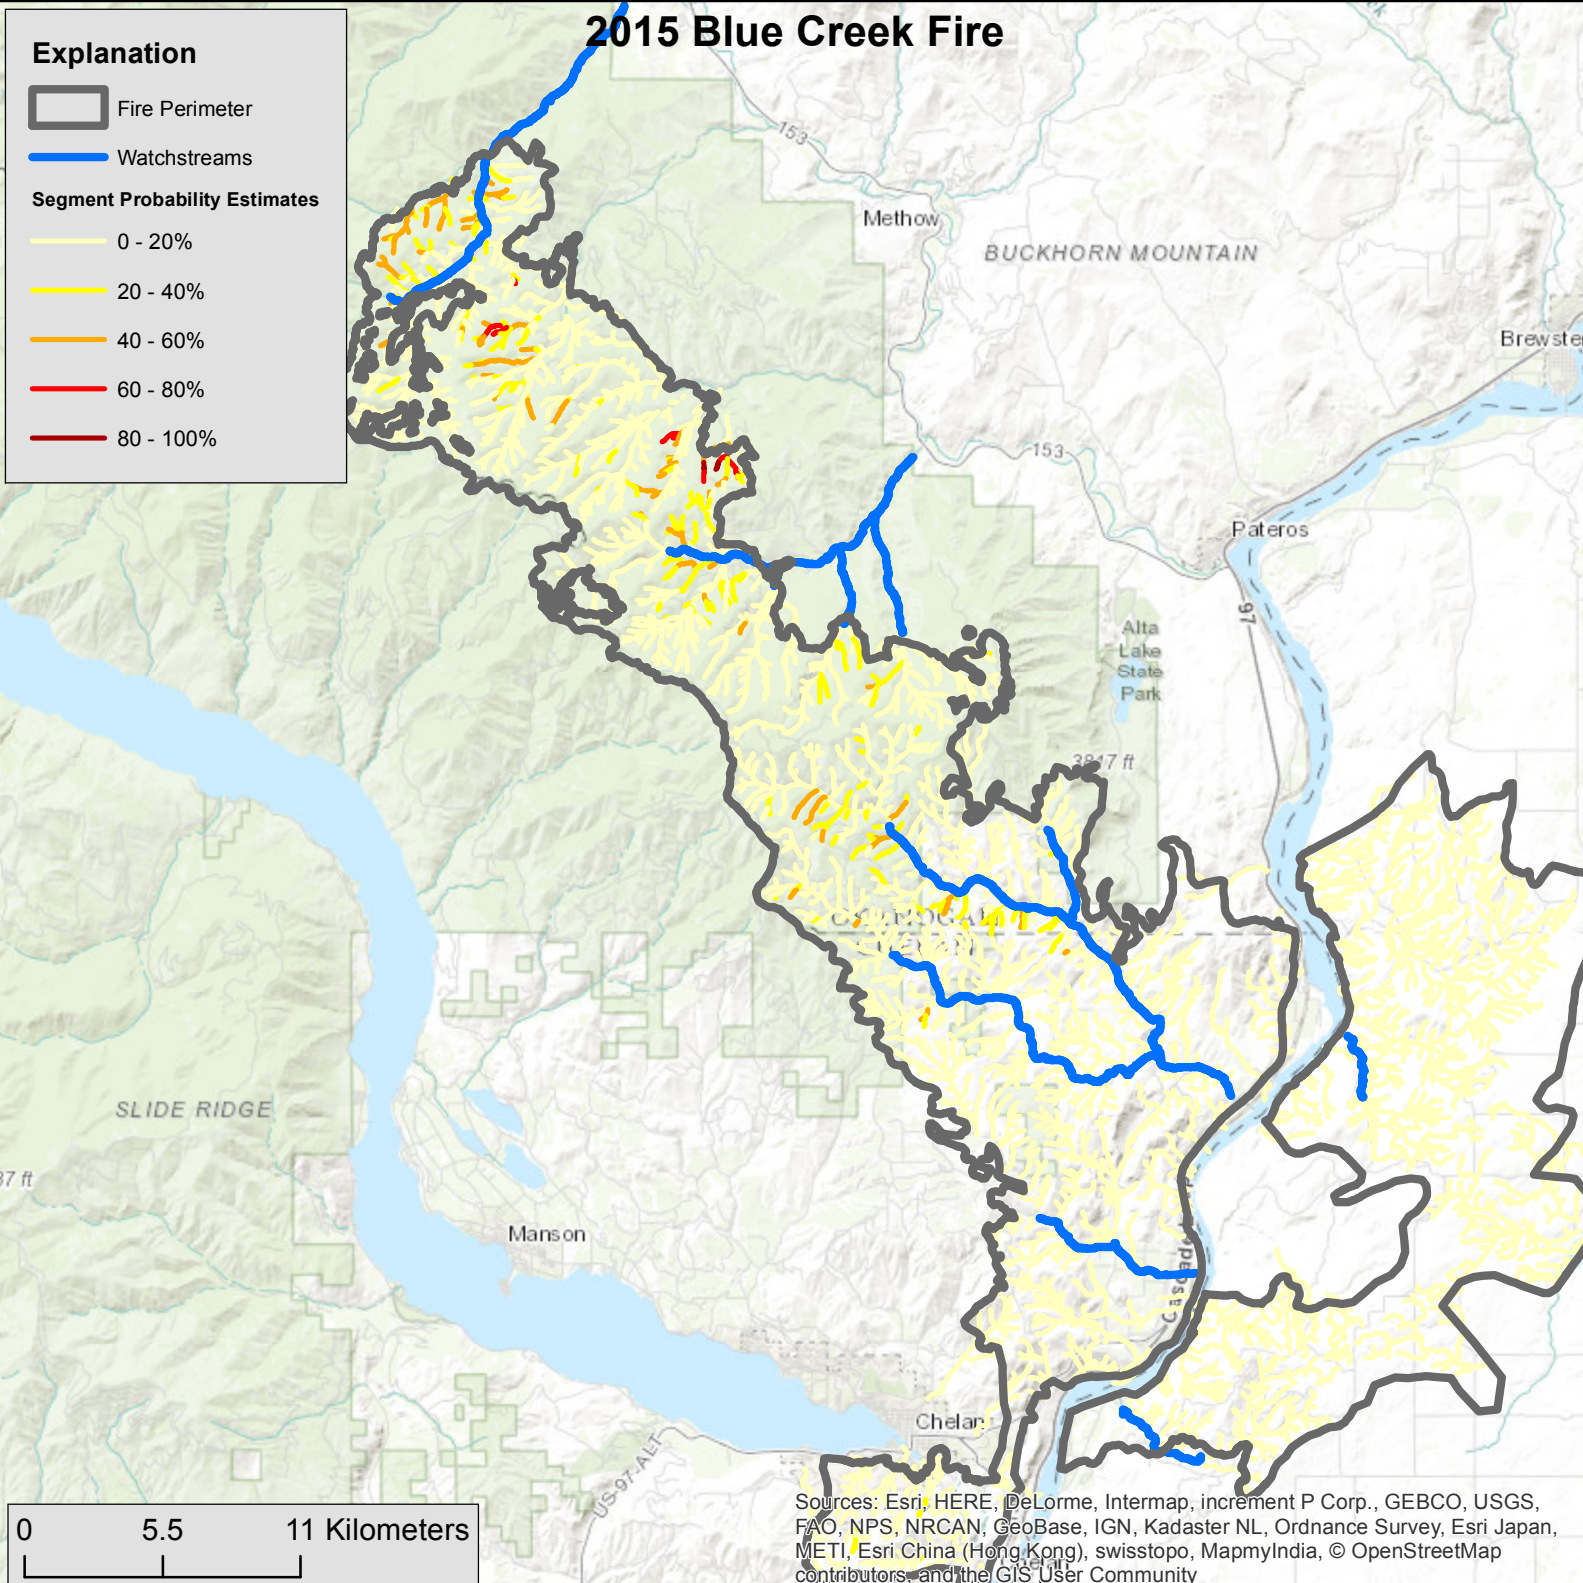 2015 Blue Creek Fire
Explanation
Fire Perimeter
Watchstreams
Segment Probability Estimates
0 - 20%
20 - 40%
40 - 60%
60 - 80%
80 - 100%
153
Methow
BUCKHORN MOUNTAIN
Brewster
153
Pateros
97
Alta
Lake
State
Park
3817 ft
SLIDE RIDGE
37 ft
Manson
Chelan
US-97-ALT
0 5.5 11 Kilometers
Sources: Esri, HERE, DeLorme, Intermap, increment P Corp., GEBCO, USGS,
FAO, NPS, NRCAN, GeoBase, IGN, Kadaster NL, Ordnance Survey, Esri Japan,
METI, Esri China (Hong Kong), swisstopo, MapmyIndia, © OpenStreetMap
contributors, and the GIS User Community